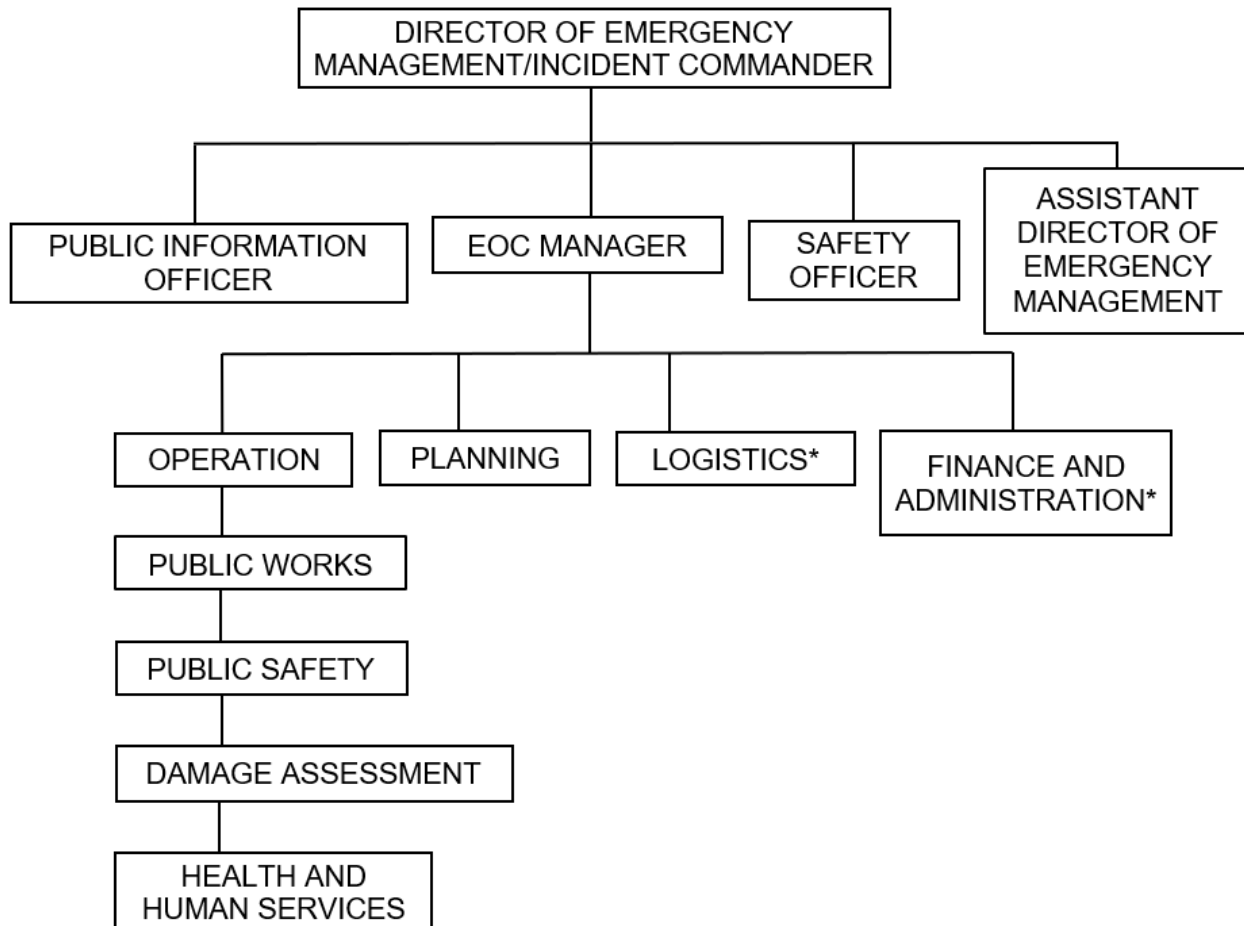 DIRECTOR OF EMERGENCY
MANAGEMENT/INCIDENT COMMANDER
PUBLIC INFORMATION
OFFICER
EOC MANAGER
SAFETY
OFFICER
ASSISTANT
DIRECTOR OF
EMERGENCY
MANAGEMENT
OPERATION
PLANNING
LOGISTICS*
FINANCE AND
ADMINISTRATION*
PUBLIC WORKS
PUBLIC SAFETY
DAMAGE ASSESSMENT
HEALTH AND
HUMAN SERVICES